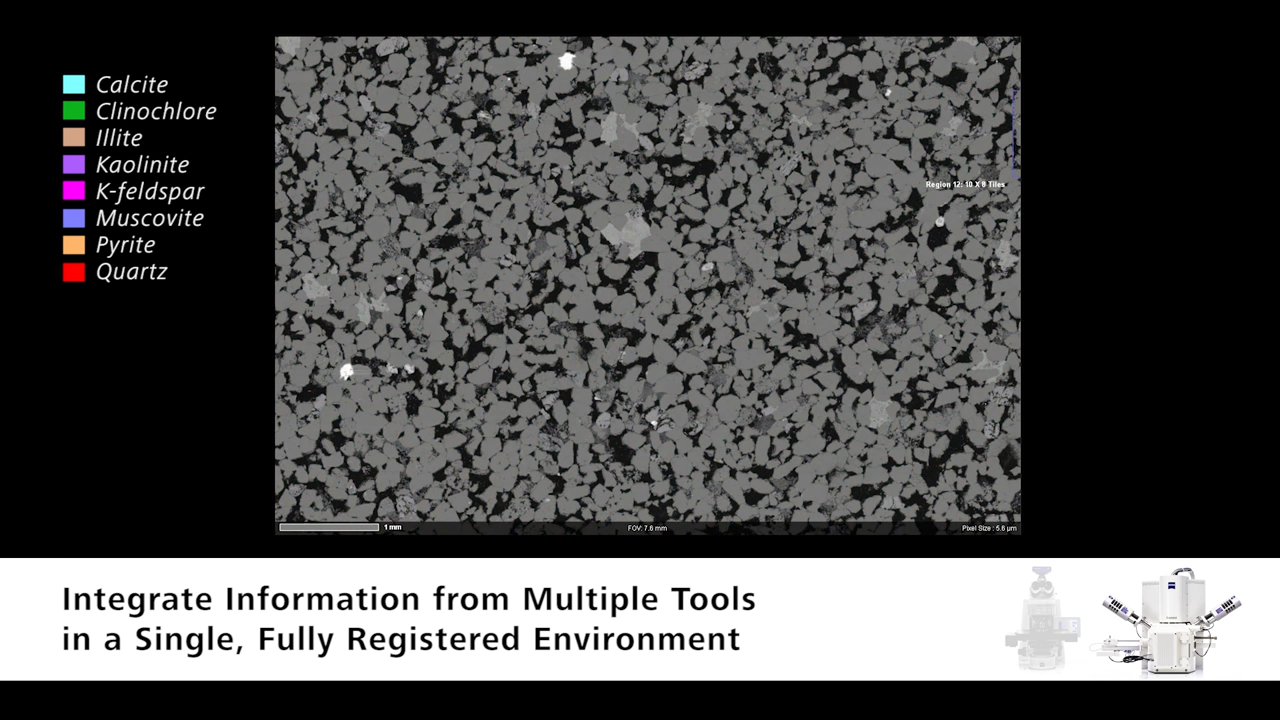 Calcite
Clinochlore
Illite
Kaolinite
K-feldspar
Muscovite
Pyrite
Quartz
Region 12: 10 X 8 Tiles
1 mm
FOV: 7.6 mm
Pixel Size : 5.6 µm
Integrate Information from Multiple Tools
in a Single, Fully Registered Environment